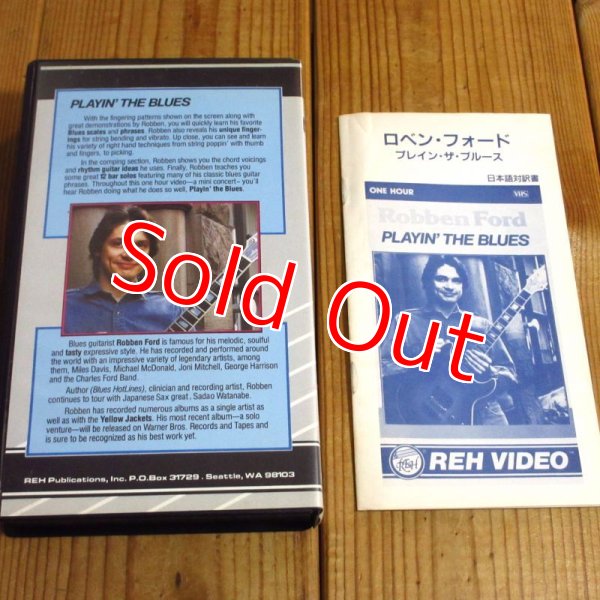 PLAYIN' THE BLUES
With the fingering patterns shown on the screen along with
great demonstrations by Robben, you will quickly learn his favorite
Blues scales and phrases. Robben also reveals his unique finger-
ings for string bending and vibrato. Up close, you can see and learn
his variety of right hand techniques from string poppin' with thumb
and fingers, to picking.
In the comping section, Robben shows you the chord voicings
and rhythm guitar ideas he uses. Finally, Robben teaches you
some great 12 bar solos featuring many of his classic blues guitar
phrases. Throughout this one hour video—a mini concert—you'll
hear Robben doing what he does so well, Playin' the Blues.
Blues guitarist Robben Ford is famous for his melodic, soulful
and tasty expressive style. He has recorded and performed around
the world with an impressive variety of legendary artists, among
them, Miles Davis, Michael McDonald, Joni Mitchell, George Harrison
and the Charles Ford Band.
Author (Blues HotLines), clinician and recording artist, Robben
continues to tour with Japanese Sax great, Sadao Watanabe.
Robben has recorded numerous albums as a single artist as
well as with the Yellow Jackets. His most recent album—a solo
venture—will be released on Warner Bros. Records and Tapes and
is sure to be recognized as his best work yet.
REH Publications, Inc. P.O.Box 31729 . Seattle, WA 98103
ロベン・フォード
プレイン・ザ・ブルース
日本語対訳書
ONE HOUR VHS
Robben Ford
PLAYIN' THE BLUES
REH REH VIDEO
Sold Out